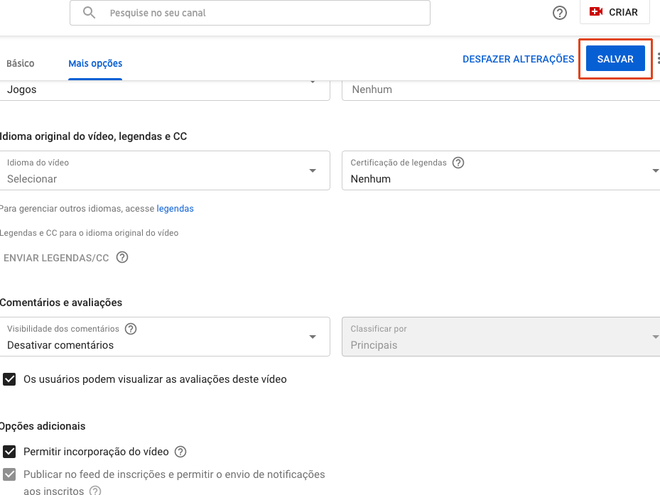 Pesquise no seu canal
CRIAR
Básico
Mais opções
DESFAZER ALTERAÇÕES
SALVAR
Jogos
Nenhum
Idioma original do vídeo, legendas e CC
Idioma do vídeo
Selecionar
Certificação de legendas
Nenhum
Para gerenciar outros idiomas, acesse legendas
Legendas e CC para o idioma original do vídeo
ENVIAR LEGENDAS/CC
Comentários e avaliações
Visibilidade dos comentários
Desativar comentários
Classificar por
Principais
Os usuários podem visualizar as avaliações deste vídeo
Opções adicionais
Permitir incorporação do vídeo
Publicar no feed de inscrições e permitir o envio de notificações
aos inscritos